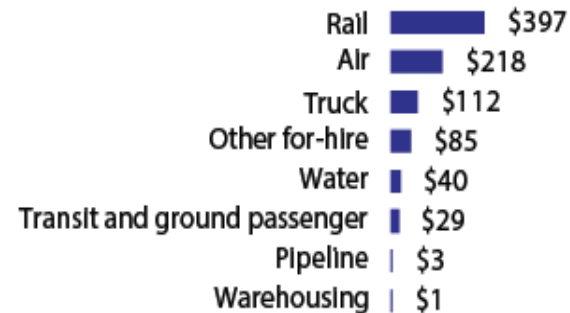 Rail $397
Air $218
Truck $112
Other for-hire $85
Water $40
Transit and ground passenger $29
Pipeline $3
Warehousing $1